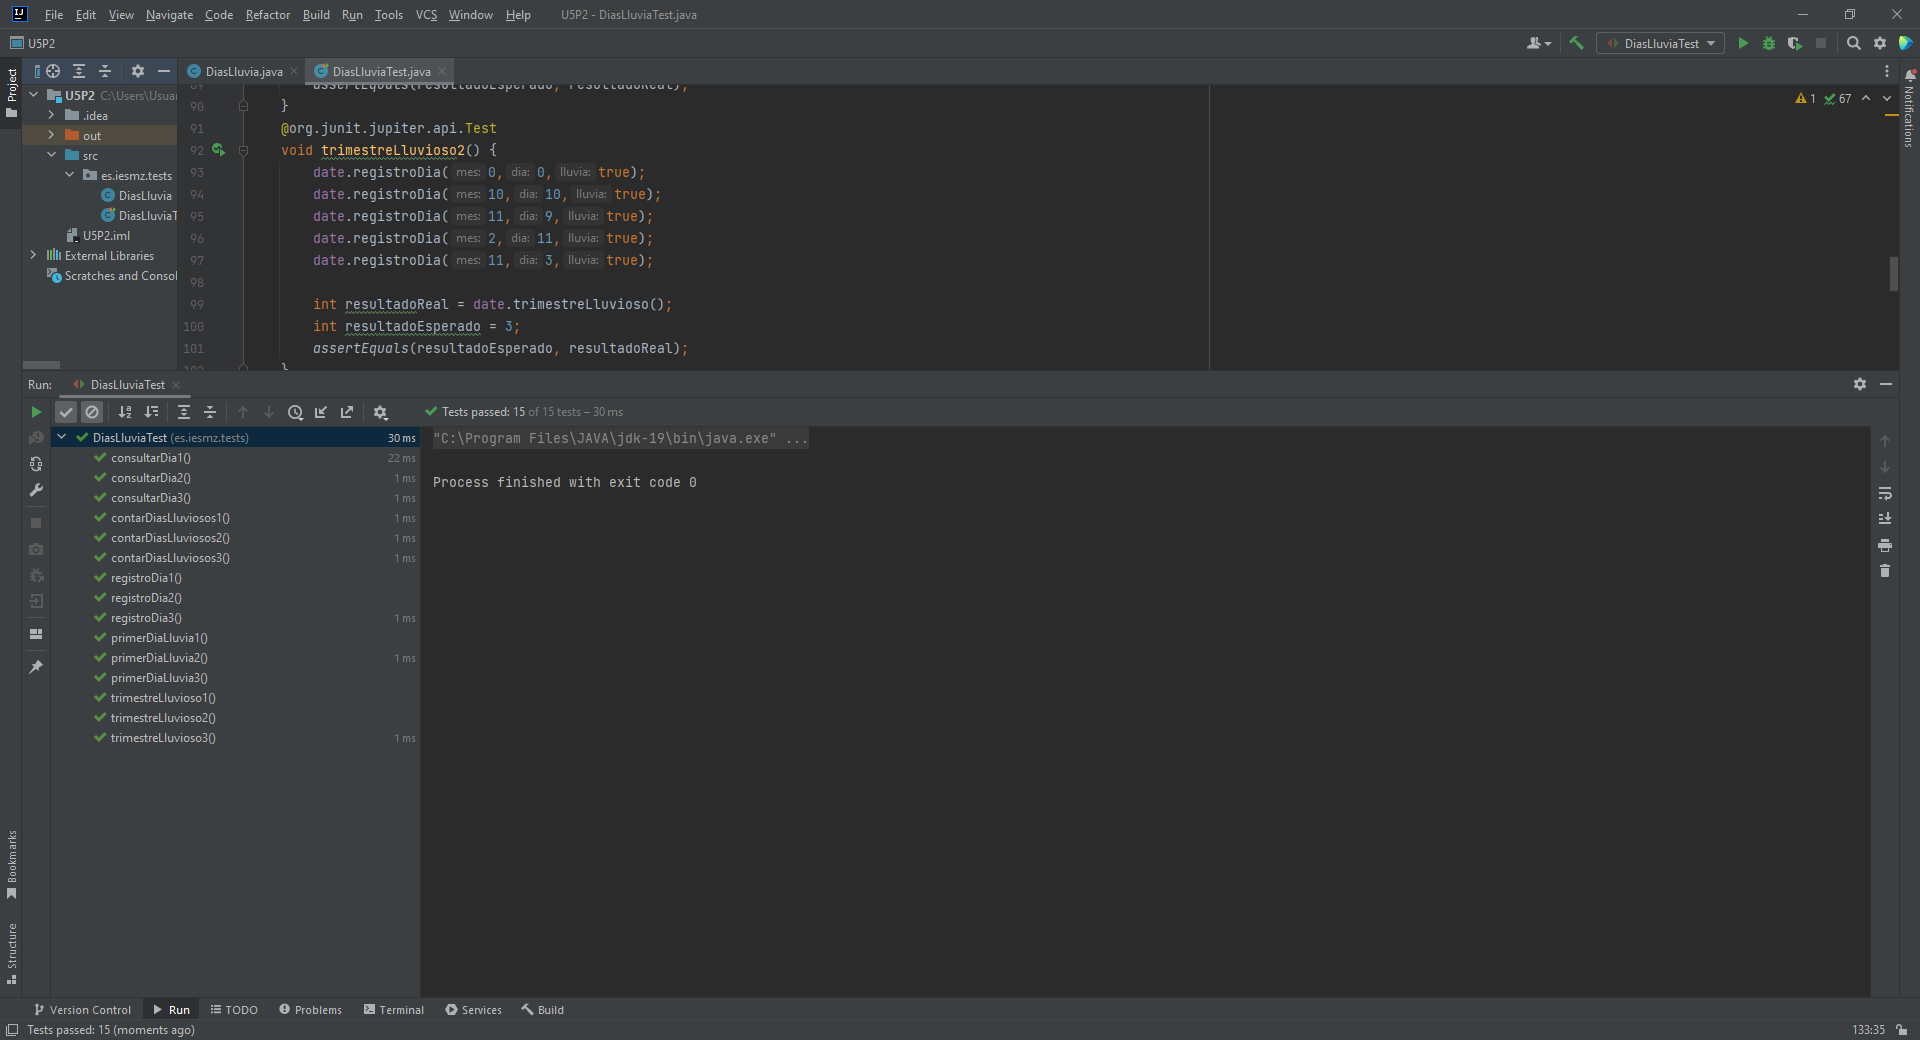 File Edit View Navigate Code Refactor Build Run Tools VCS Window Help U5P2 - DiasLluviaTest.java
U5P2 DiasLluviaTest
DiasLluvia.java DiasLluviaTest.java
Project
Notifications
U5P2 C:\Users\Usuar
.idea
out
src
es.iesmz.tests
DiasLluvia
DiasLluviaT
U5P2.iml
External Libraries
Scratches and Consol
1 67
89 assertEquals(resultadoEsperado, resultadoReal);
90 }
91 @org.junit.jupiter.api.Test
92 void trimestreLluvioso2() {
93 date.registroDia( mes: 0, dia: 0, lluvia: true);
94 date.registroDia( mes: 10, dia: 10, lluvia: true);
95 date.registroDia( mes: 11, dia: 9, lluvia: true);
96 date.registroDia( mes: 2, dia: 11, lluvia: true);
97 date.registroDia( mes: 11, dia: 3, lluvia: true);
98
99 int resultadoReal = date.trimestreLluvioso();
100 int resultadoEsperado = 3;
101 assertEquals(resultadoEsperado, resultadoReal);
102 }
Run: DiasLluviaTest
Tests passed: 15 of 15 tests – 30 ms
DiasLluviaTest (es.iesmz.tests) 30 ms
consultarDia1() 22 ms
consultarDia2() 1 ms
consultarDia3() 1 ms
contarDiasLluviosos1() 1 ms
contarDiasLluviosos2() 1 ms
contarDiasLluviosos3() 1 ms
registroDia1()
registroDia2()
registroDia3() 1 ms
primerDiaLluvia1()
primerDiaLluvia2() 1 ms
primerDiaLluvia3()
trimestreLluvioso1()
trimestreLluvioso2()
trimestreLluvioso3() 1 ms
"C:\Program Files\JAVA\jdk-19\bin\java.exe" ...
Process finished with exit code 0
Bookmarks
Structure
Version Control Run TODO Problems Terminal Services Build
Tests passed: 15 (moments ago) 133:35